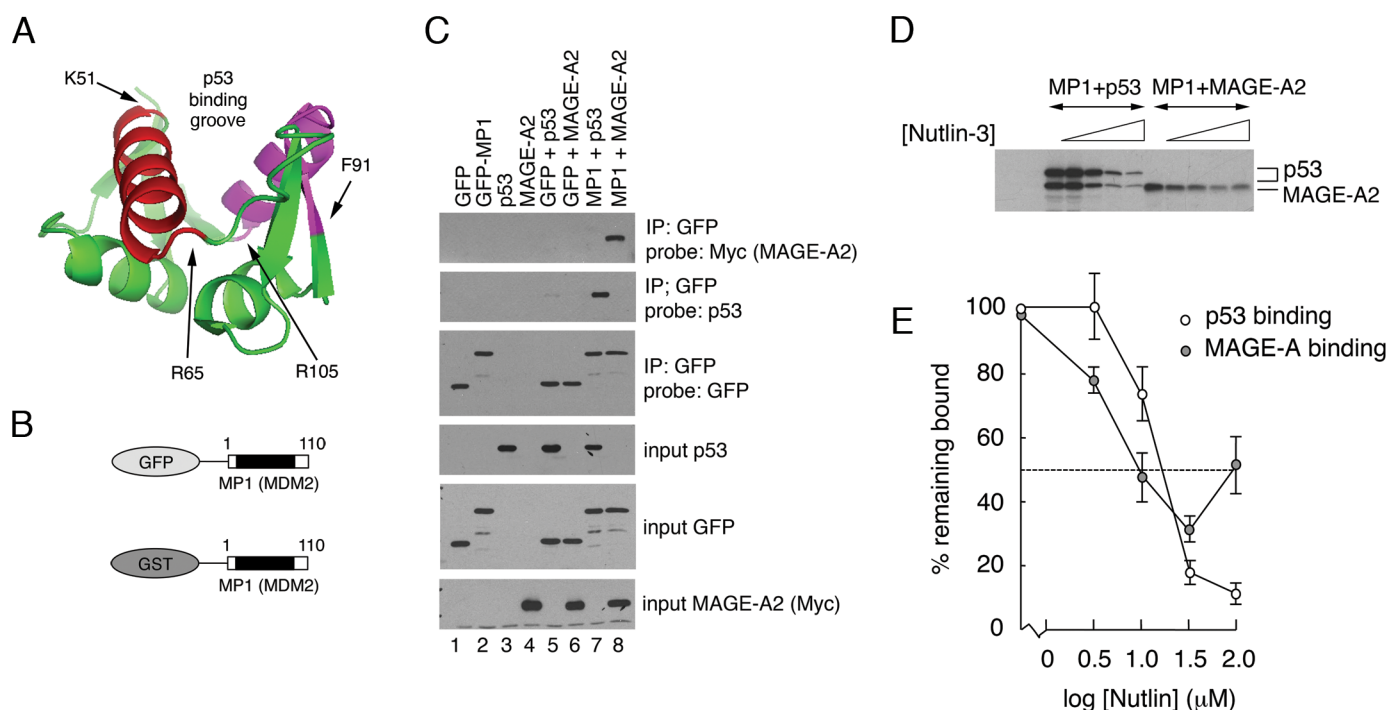 A
K51
p53
binding
groove
F91
R65
R105
B
GFP
1
110
MP1 (MDM2)
GST
1
110
MP1 (MDM2)
C
GFP
GFP-MP1
p53
MAGE-A2
GFP + p53
GFP + MAGE-A2
MP1 + p53
MP1 + MAGE-A2
IP: GFP
probe: Myc (MAGE-A2)
IP; GFP
probe: p53
IP: GFP
probe: GFP
input p53
input GFP
input MAGE-A2 (Myc)
1 2 3 4 5 6 7 8
D
MP1+p53 MP1+MAGE-A2
[Nutlin-3]
p53
MAGE-A2
E
p53 binding
MAGE-A binding
% remaining bound
100
80
60
40
20
0
0 0.5 1.0 1.5 2.0
log [Nutlin] (μM)